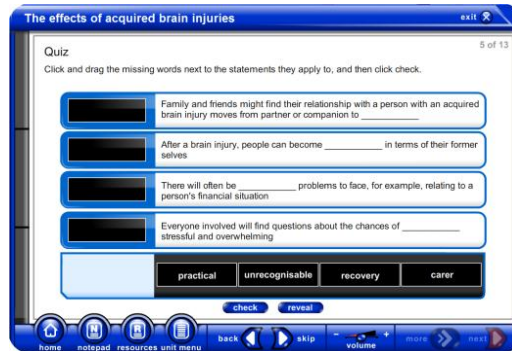 The effects of acquired brain injuries
exit
5 of 13
Quiz
Click and drag the missing words next to the statements they apply to, and then click check.
Family and friends might find their relationship with a person with an acquired
brain injury moves from partner or companion to ____________
After a brain injury, people can become ____________ in terms of their former
selves
There will often be ____________ problems to face, for example, relating to a
person's financial situation
Everyone involved will find questions about the chances of ____________
stressful and overwhelming
practical unrecognisable recovery carer
check reveal
N R
back skip - + more next
home notepad resources unit menu volume